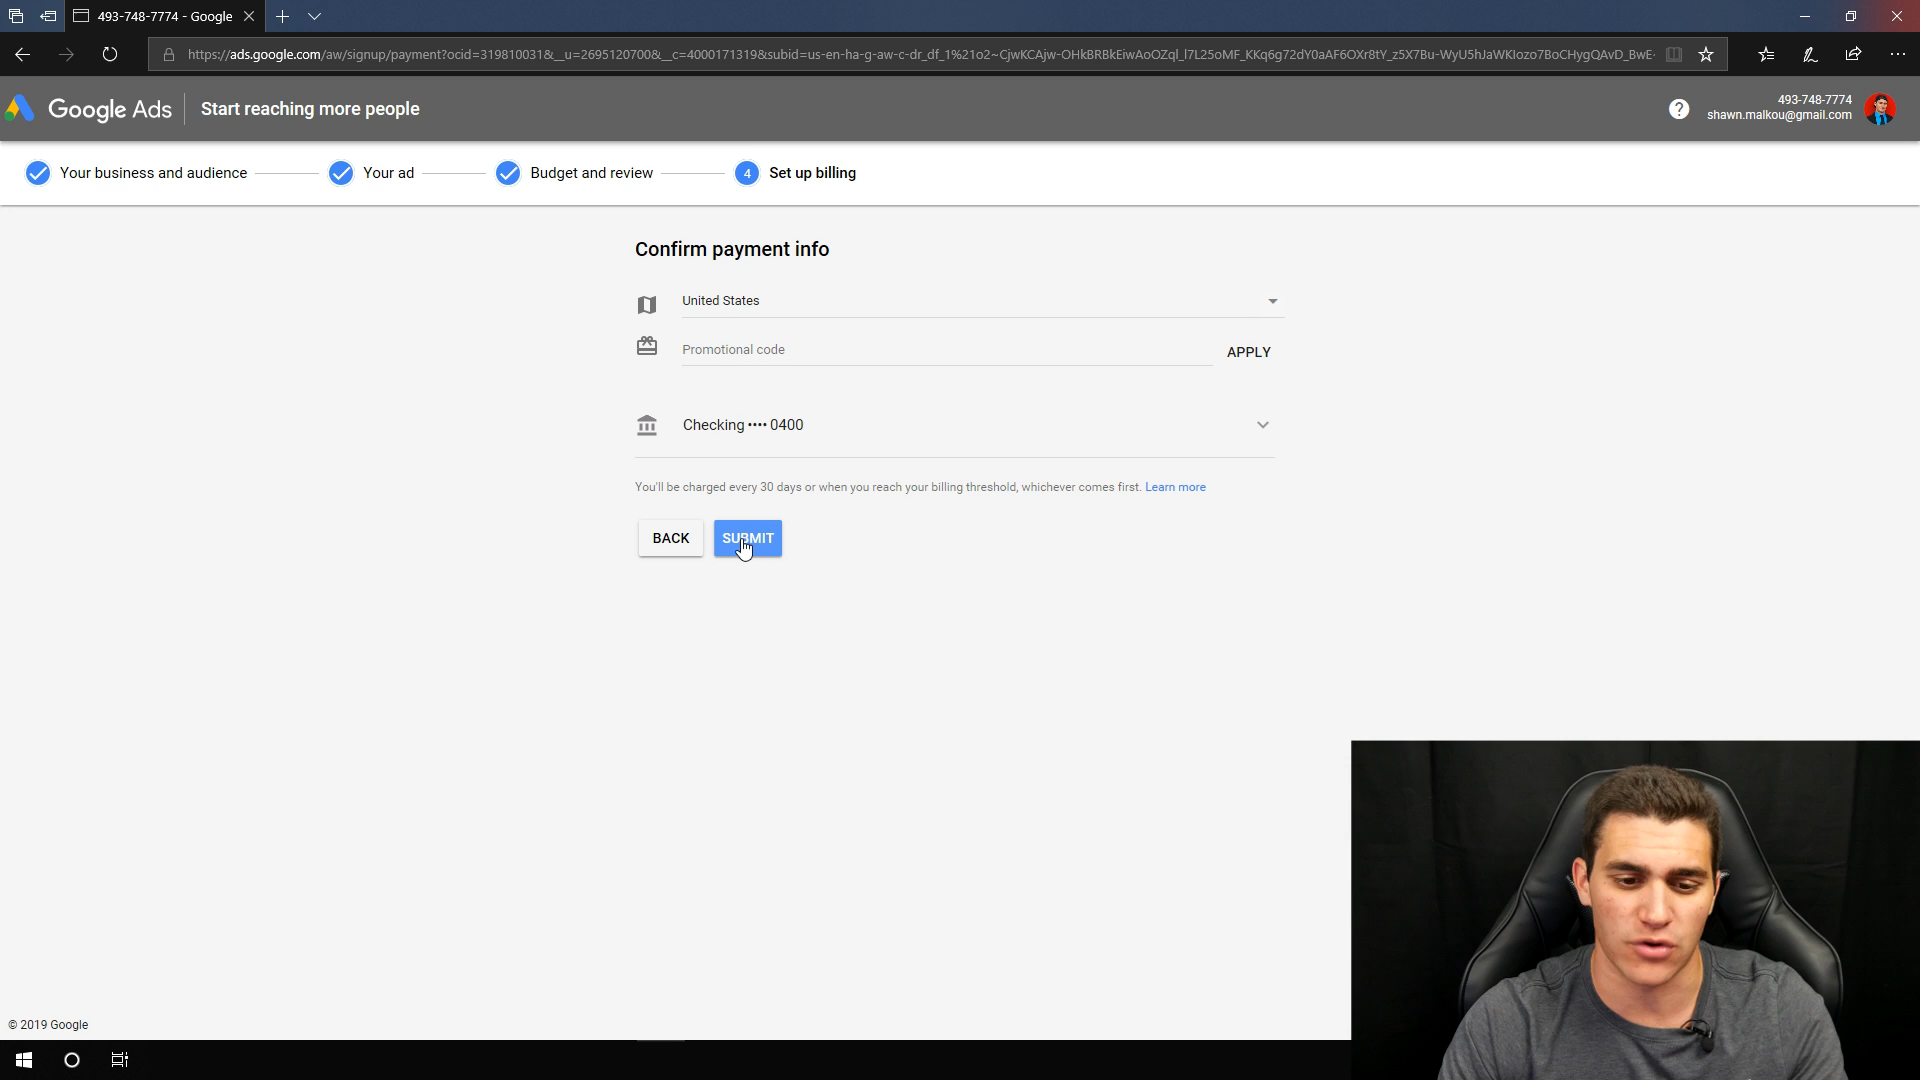 493-748-7774 - Google
https://ads.google.com/aw/signup/payment?ocid=319810031&__u=2695120700&__c=4000171319&subid=us-en-ha-g-aw-c-dr_df_1%21o2~
Google Ads
Start reaching more people
?
493-748-7774
shawn.malkou@gmail.com
Your business and audience
Your ad
Budget and review
4 Set up billing
Confirm payment info
United States
Promotional code
APPLY
Checking •••• 0400
You'll be charged every 30 days or when you reach your billing threshold, whichever comes first. Learn more
BACK
SUBMIT
© 2019 Google